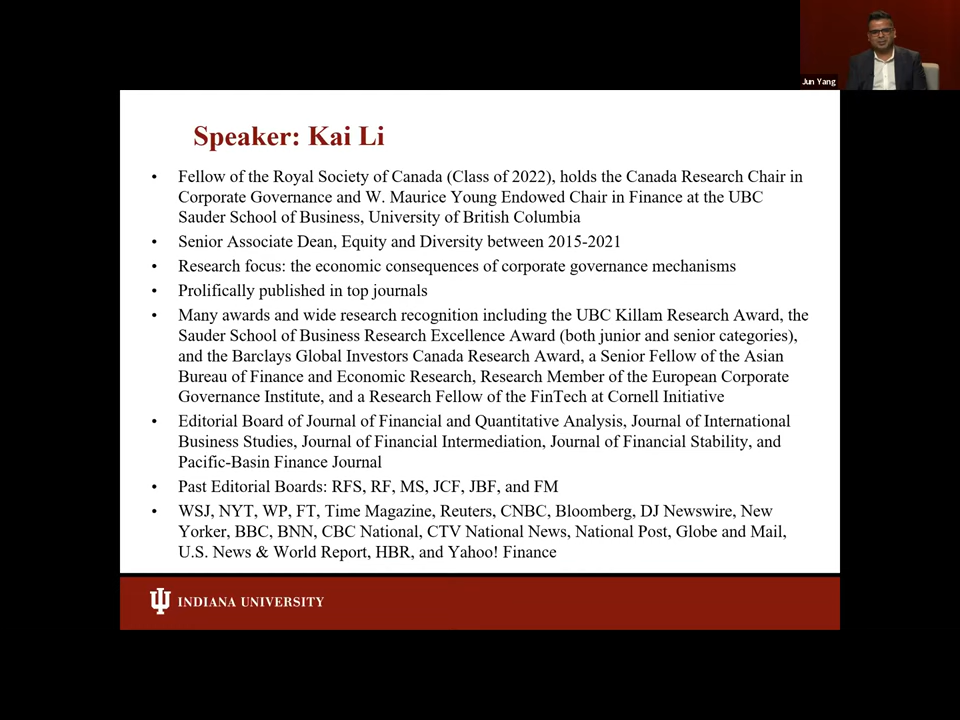 Jun Yang
Speaker: Kai Li
• Fellow of the Royal Society of Canada (Class of 2022), holds the Canada Research Chair in
Corporate Governance and W. Maurice Young Endowed Chair in Finance at the UBC
Sauder School of Business, University of British Columbia
• Senior Associate Dean, Equity and Diversity between 2015-2021
• Research focus: the economic consequences of corporate governance mechanisms
• Prolifically published in top journals
• Many awards and wide research recognition including the UBC Killam Research Award, the
Sauder School of Business Research Excellence Award (both junior and senior categories),
and the Barclays Global Investors Canada Research Award, a Senior Fellow of the Asian
Bureau of Finance and Economic Research, Research Member of the European Corporate
Governance Institute, and a Research Fellow of the FinTech at Cornell Initiative
• Editorial Board of Journal of Financial and Quantitative Analysis, Journal of International
Business Studies, Journal of Financial Intermediation, Journal of Financial Stability, and
Pacific-Basin Finance Journal
• Past Editorial Boards: RFS, RF, MS, JCF, JBF, and FM
• WSJ, NYT, WP, FT, Time Magazine, Reuters, CNBC, Bloomberg, DJ Newswire, New
Yorker, BBC, BNN, CBC National, CTV National News, National Post, Globe and Mail,
U.S. News & World Report, HBR, and Yahoo! Finance
INDIANA UNIVERSITY